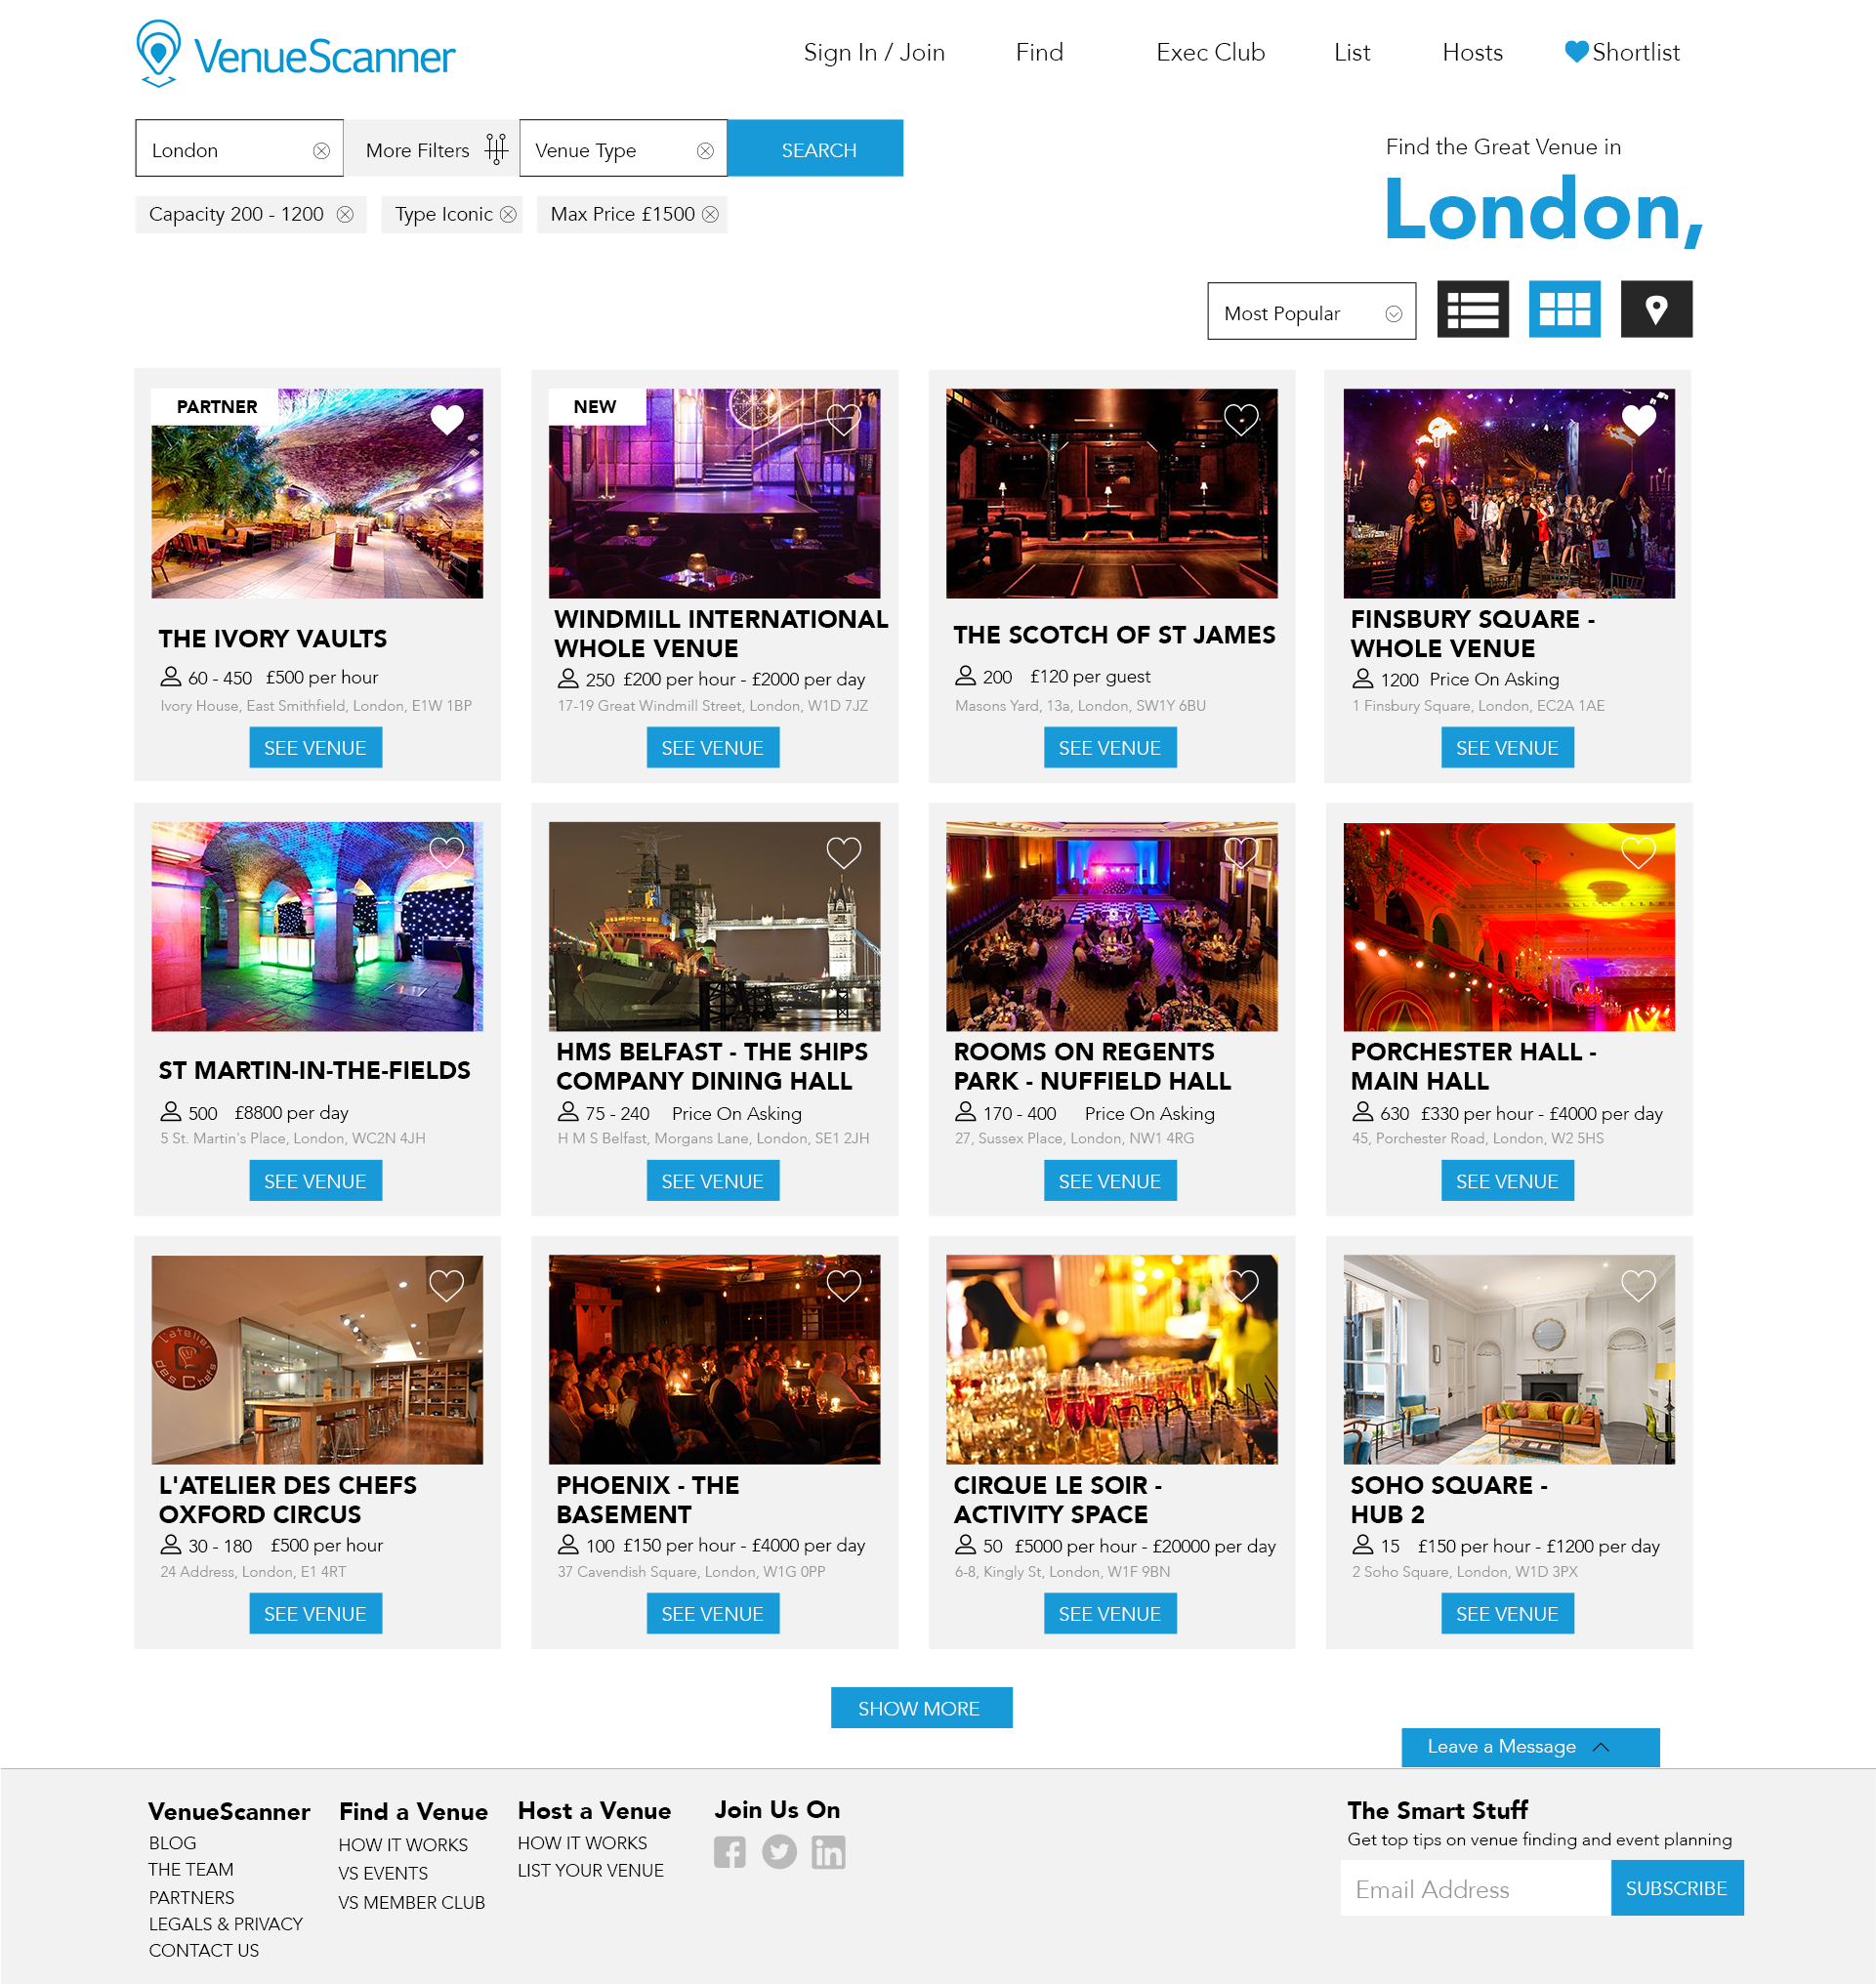 VenueScanner
Sign In / Join Find Exec Club List Hosts Shortlist
London More Filters Venue Type SEARCH
Capacity 200 - 1200 Type Iconic Max Price £1500
Find the Great Venue in
London,
Most Popular
PARTNER
THE IVORY VAULTS
60 - 450 £500 per hour
Ivory House, East Smithfield, London, E1W 1BP
SEE VENUE
NEW
WINDMILL INTERNATIONAL
WHOLE VENUE
250 £200 per hour - £2000 per day
17-19 Great Windmill Street, London, W1D 7JZ
SEE VENUE
THE SCOTCH OF ST JAMES
200 £120 per guest
Masons Yard, 13a, London, SW1Y 6BU
SEE VENUE
12
FINSBURY SQUARE -
WHOLE VENUE
1200 Price On Asking
1 Finsbury Square, London, EC2A 1AE
SEE VENUE
ST MARTIN-IN-THE-FIELDS
500 £8800 per day
5 St. Martin's Place, London, WC2N 4JH
SEE VENUE
HMS BELFAST - THE SHIPS
COMPANY DINING HALL
75 - 240 Price On Asking
H M S Belfast, Morgans Lane, London, SE1 2JH
SEE VENUE
ROOMS ON REGENTS
PARK - NUFFIELD HALL
170 - 400 Price On Asking
27, Sussex Place, London, NW1 4RG
SEE VENUE
PORCHESTER HALL -
MAIN HALL
630 £330 per hour - £4000 per day
45, Porchester Road, London, W2 5HS
SEE VENUE
L'atelier
des Chefs
L'ATELIER DES CHEFS
OXFORD CIRCUS
30 - 180 £500 per hour
24 Address, London, E1 4RT
SEE VENUE
PHOENIX - THE
BASEMENT
100 £150 per hour - £4000 per day
37 Cavendish Square, London, W1G 0PP
SEE VENUE
CIRQUE LE SOIR -
ACTIVITY SPACE
50 £5000 per hour - £20000 per day
6-8, Kingly St, London, W1F 9BN
SEE VENUE
SOHO SQUARE -
HUB 2
15 £150 per hour - £1200 per day
2 Soho Square, London, W1D 3PX
SEE VENUE
SHOW MORE
Leave a Message
VenueScanner
BLOG
THE TEAM
PARTNERS
LEGALS & PRIVACY
CONTACT US
Find a Venue
HOW IT WORKS
VS EVENTS
VS MEMBER CLUB
Host a Venue
HOW IT WORKS
LIST YOUR VENUE
Join Us On
The Smart Stuff
Get top tips on venue finding and event planning
Email Address SUBSCRIBE